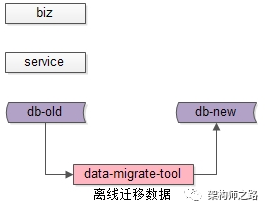 biz
service
db-old
db-new
data-migrate-tool
离线迁移数据
架构师之路